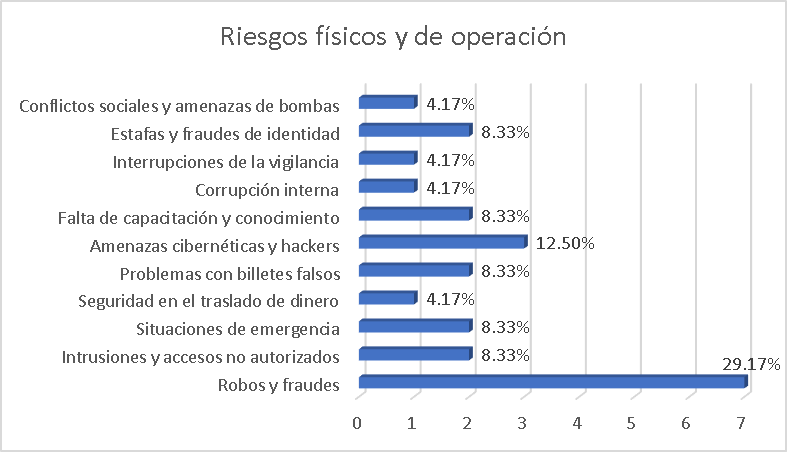 Riesgos físicos y de operación
Conflictos sociales y amenazas de bombas 4.17%
Estafas y fraudes de identidad 8.33%
Interrupciones de la vigilancia 4.17%
Corrupción interna 4.17%
Falta de capacitación y conocimiento 8.33%
Amenazas cibernéticas y hackers 12.50%
Problemas con billetes falsos 8.33%
Seguridad en el traslado de dinero 4.17%
Situaciones de emergencia 8.33%
Intrusiones y accesos no autorizados 8.33%
Robos y fraudes 29.17%
0 1 2 3 4 5 6 7